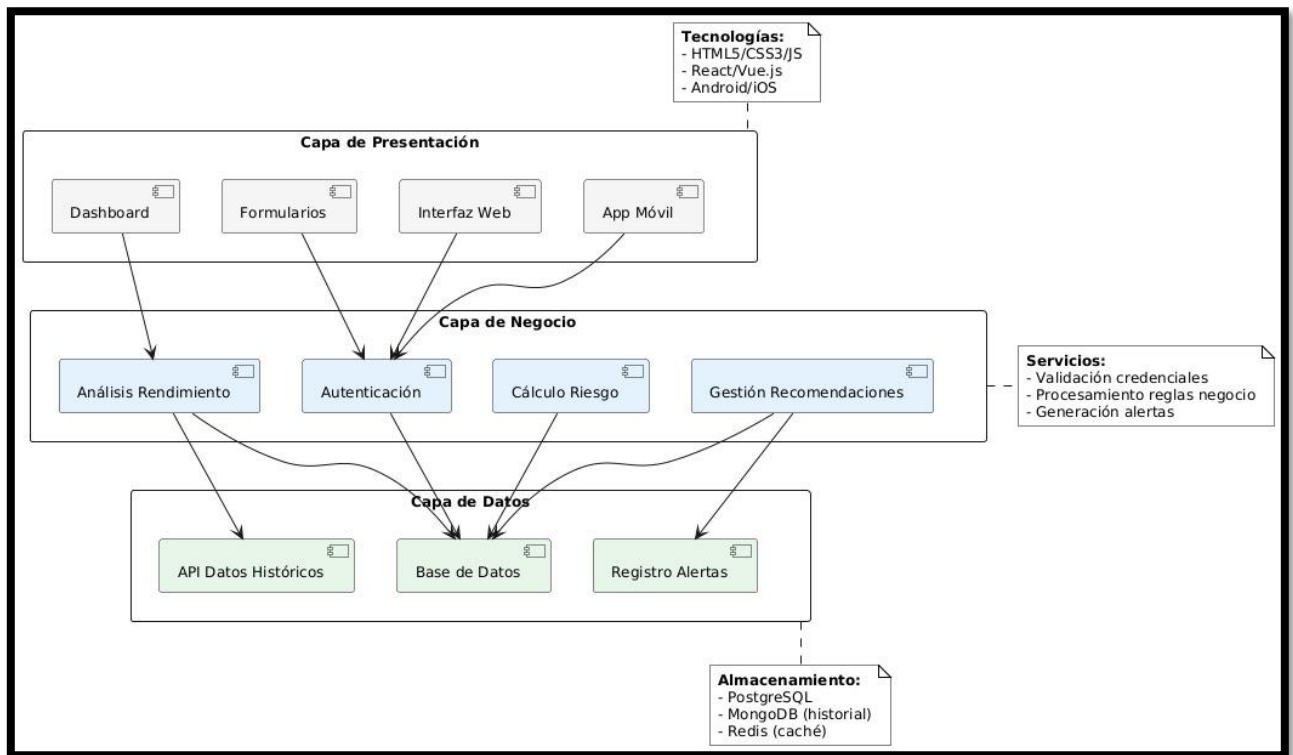 Tecnologías:
- HTML5/CSS3/JS
- React/Vue.js
- Android/iOS
Capa de Presentación
Dashboard
Formularios
Interfaz Web
App Móvil
Capa de Negocio
Análisis Rendimiento
Autenticación
Cálculo Riesgo
Gestión Recomendaciones
Servicios:
- Validación credenciales
- Procesamiento reglas negocio
- Generación alertas
Capa de Datos
API Datos Históricos
Base de Datos
Registro Alertas
Almacenamiento:
- PostgreSQL
- MongoDB (historial)
- Redis (caché)